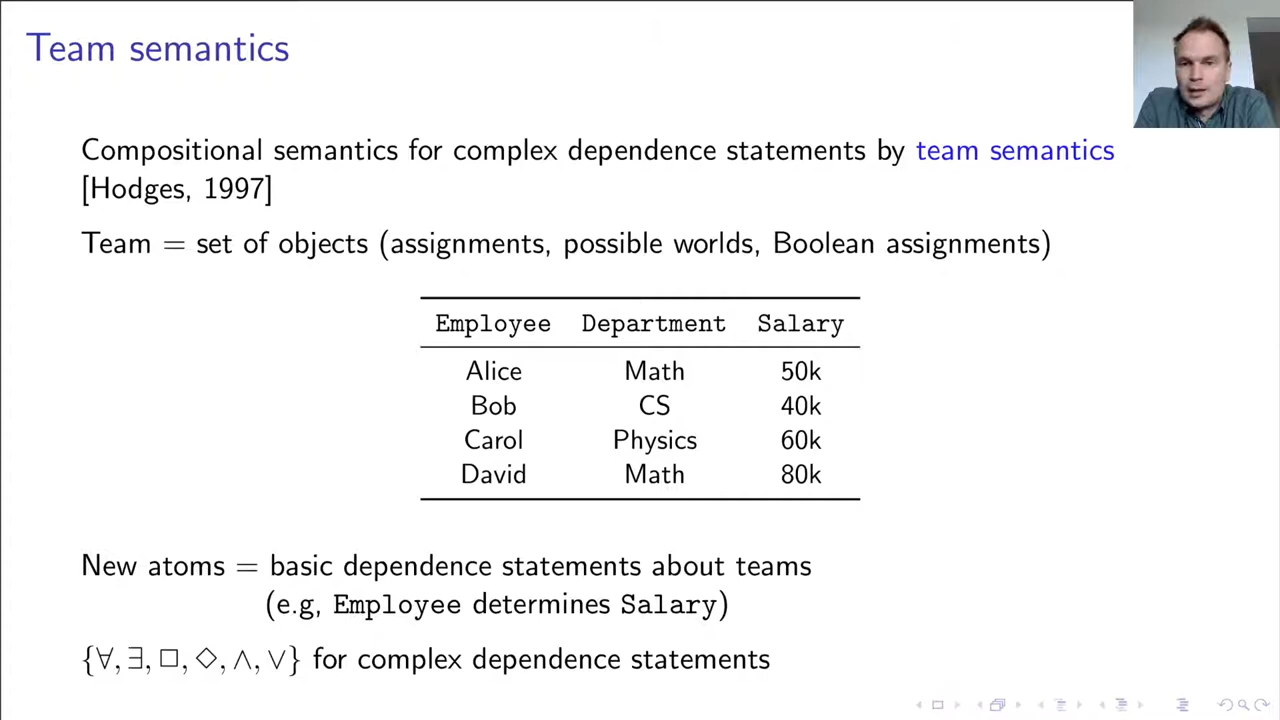 Team semantics
Compositional semantics for complex dependence statements by team semantics
[Hodges, 1997]
Team = set of objects (assignments, possible worlds, Boolean assignments)
Employee Department Salary
Alice Math 50k
Bob CS 40k
Carol Physics 60k
David Math 80k
New atoms = basic dependence statements about teams
(e.g, Employee determines Salary)
{∀, ∃, □, ◇, ∧, ∨} for complex dependence statements